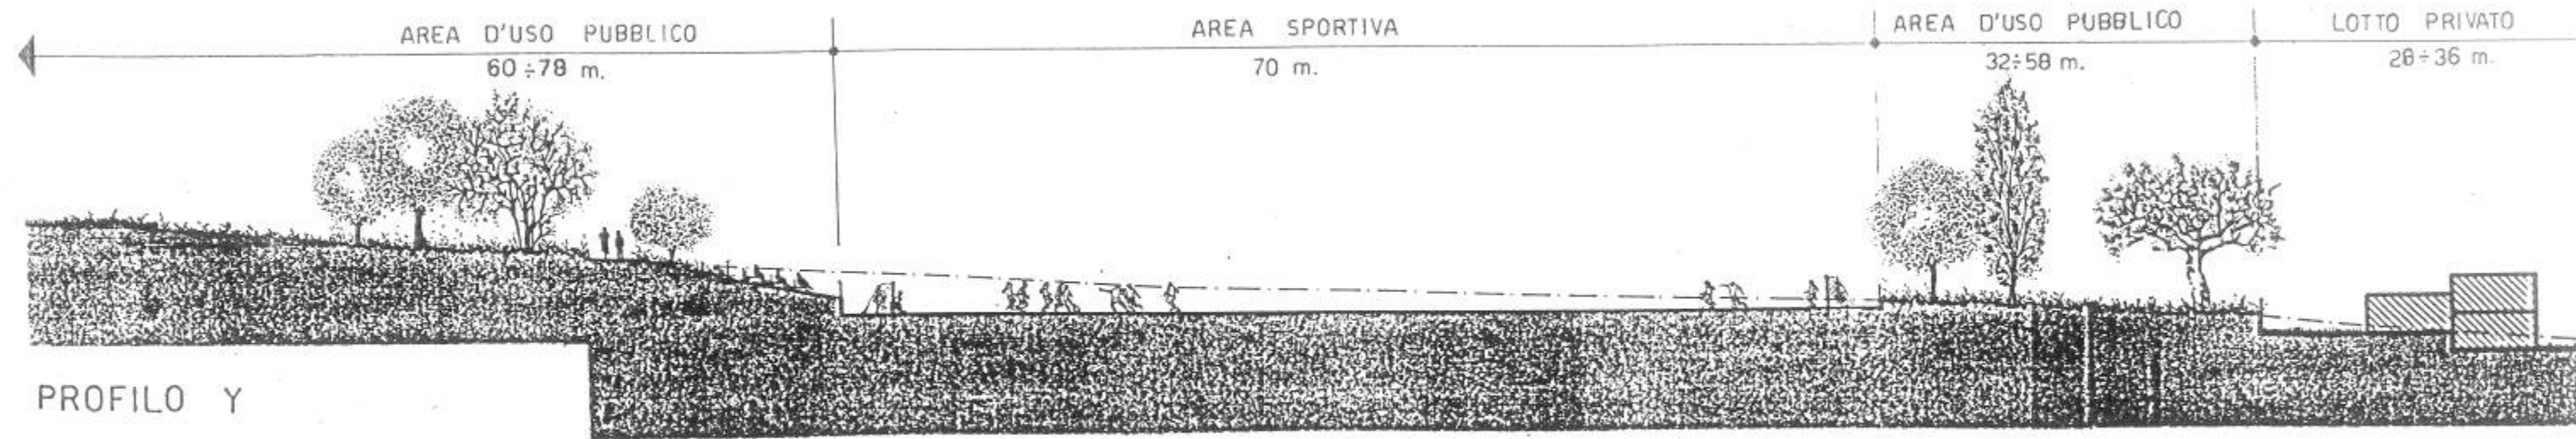 AREA D'USO PUBBLICO
60÷78 m.
AREA SPORTIVA
70 m.
AREA D'USO PUBBLICO
32÷58 m.
LOTTO PRIVATO
28÷36 m.
PROFILO Y